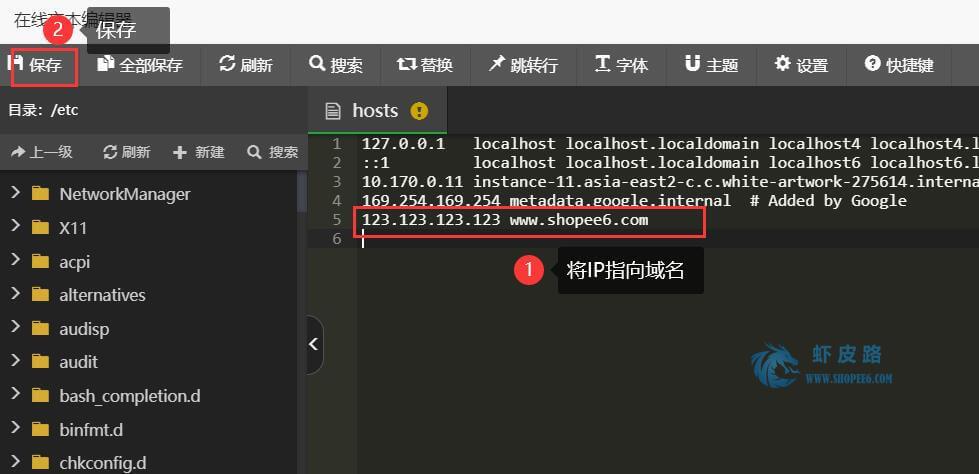 在线文本编辑器
2 保存
保存 全部保存 刷新 搜索 替换 跳转行 字体 主题 设置 快捷键
目录：/etc
hosts
上一级 刷新 新建 搜索
1 127.0.0.1 localhost localhost.localdomain localhost4 localhost4.l
2 ::1 localhost localhost.localdomain localhost6 localhost6.l
3 10.170.0.11 instance-11.asia-east2-c.c.white-artwork-275614.interna
4 169.254.169.254 metadata.google.internal # Added by Google
5 123.123.123.123 www.shopee6.com
6
1 将IP指向域名
NetworkManager
X11
acpi
alternatives
audisp
audit
bash_completion.d
binfmt.d
chkconfig.d
虾皮路
WWW.SHOPEE6.COM